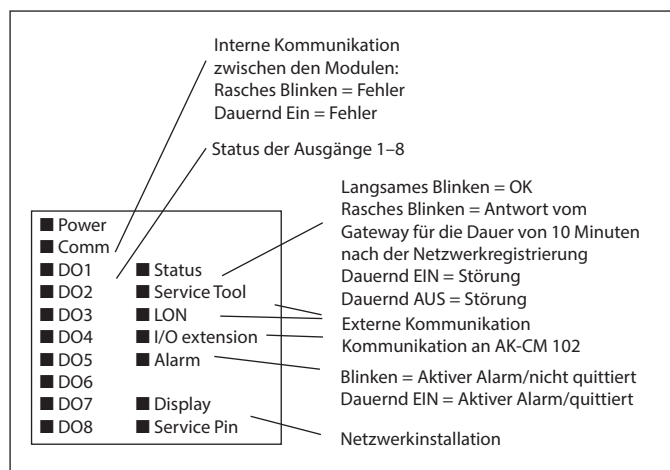 Interne Kommunikation
zwischen den Modulen:
Rasches Blinken = Fehler
Dauernd Ein = Fehler
Status der Ausgänge 1–8
Langsames Blinken = OK
Rasches Blinken = Antwort vom
Gateway für die Dauer von 10 Minuten
nach der Netzwerkregistrierung
Dauernd EIN = Störung
Dauernd AUS = Störung
Externe Kommunikation
Kommunikation an AK-CM 102
Blinken = Aktiver Alarm/nicht quittiert
Dauernd EIN = Aktiver Alarm/quittiert
Netzwerkinstallation
■ Power
■ Comm
■ DO1 ■ Status
■ DO2 ■ Service Tool
■ DO3 ■ LON
■ DO4 ■ I/O extension
■ DO5 ■ Alarm
■ DO6
■ DO7 ■ Display
■ DO8 ■ Service Pin